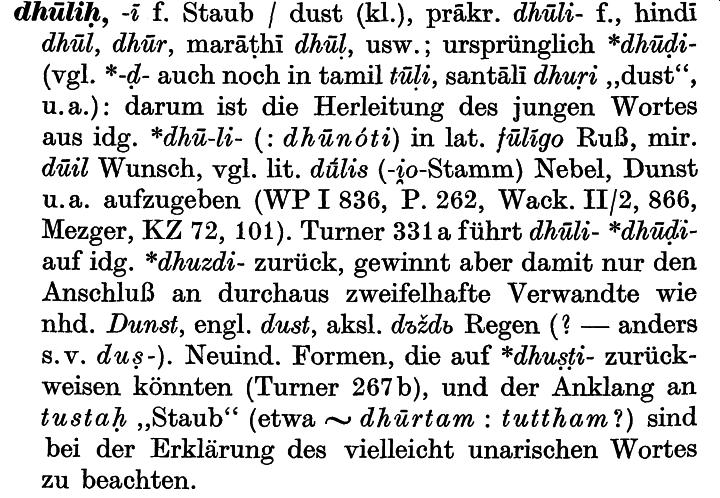 dhūliḥ, -ī f. Staub / dust (kl.), prākr. dhūli- f., hindī
dhūl, dhūr, marāṭhī dhūḷ, usw.; ursprünglich *dhūḍi-
(vgl. *-ḍ- auch noch in tamil tūḷi, santālī dhuṛi „dust“,
u.a.): darum ist die Herleitung des jungen Wortes
aus idg. *dhū-li- (: dhūnóti) in lat. fūlīgo Ruß, mir.
dūil Wunsch, vgl. lit. dū́lis (-i̯o-Stamm) Nebel, Dunst
u.a. aufzugeben (WP I 836, P. 262, Wack. II/2, 866,
Mezger, KZ 72, 101). Turner 331a führt dhūli- *dhūḍi-
auf idg. *dhuzdi- zurück, gewinnt aber damit nur den
Anschluß an durchaus zweifelhafte Verwandte wie
nhd. Dunst, engl. dust, aksl. dъždь Regen (? — anders
s.v. duṣ-). Neuind. Formen, die auf *dhuṣṭi- zurück-
weisen könnten (Turner 267b), und der Anklang an
tustaḥ „Staub“ (etwa ~ dhūrtam : tuttham?) sind
bei der Erklärung des vielleicht unarischen Wortes
zu beachten.